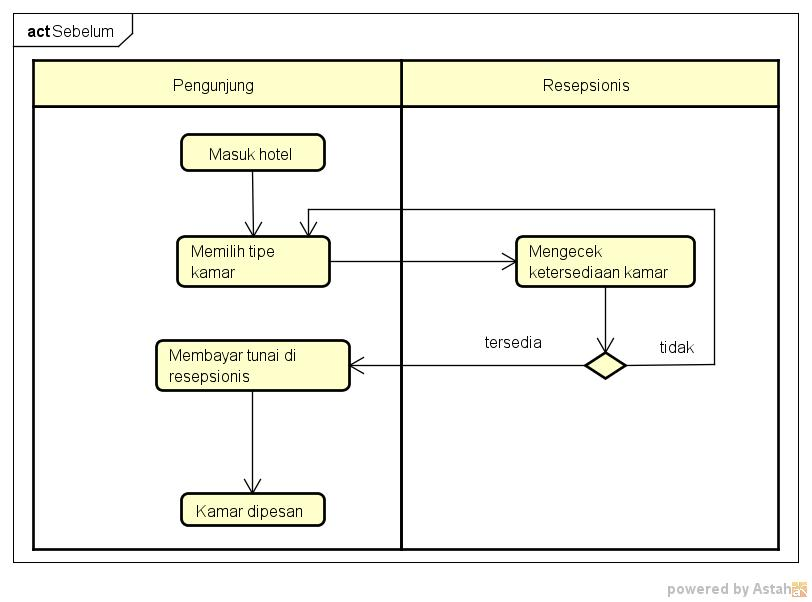 act Sebelum
Pengunjung
Resepsionis
Masuk hotel
Memilih tipe
kamar
Mengecek
ketersediaan kamar
tersedia
tidak
Membayar tunai di
resepsionis
Kamar dipesan
powered by Astah